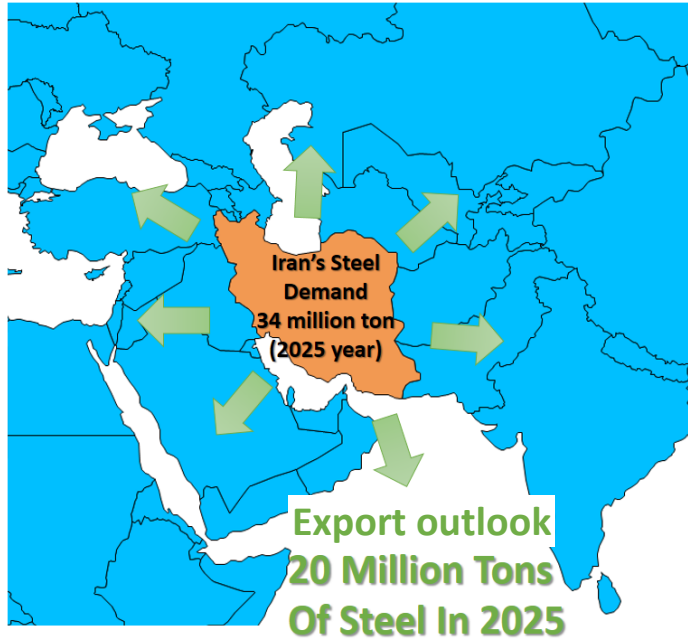 Iran's Steel
Demand
34 million ton
(2025 year)
Export outlook
20 Million Tons
Of Steel In 2025